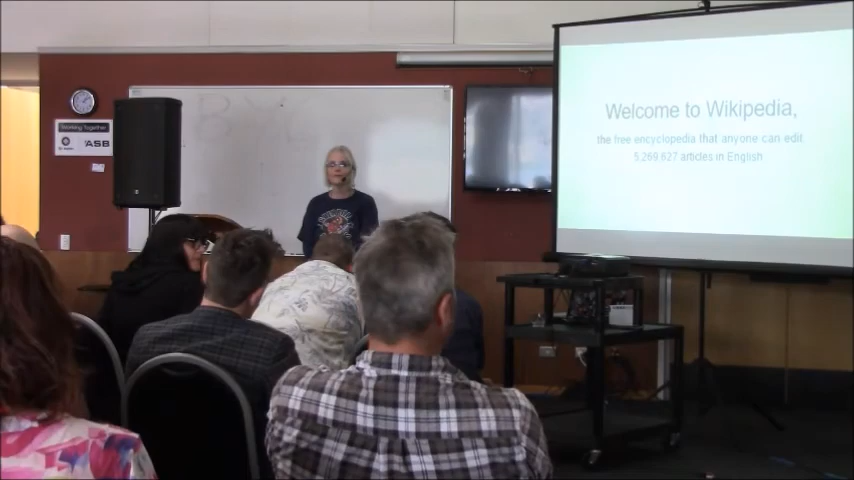 Working Together
ASB
Welcome to Wikipedia,
the free encyclopedia that anyone can edit
5,269,627 articles in English